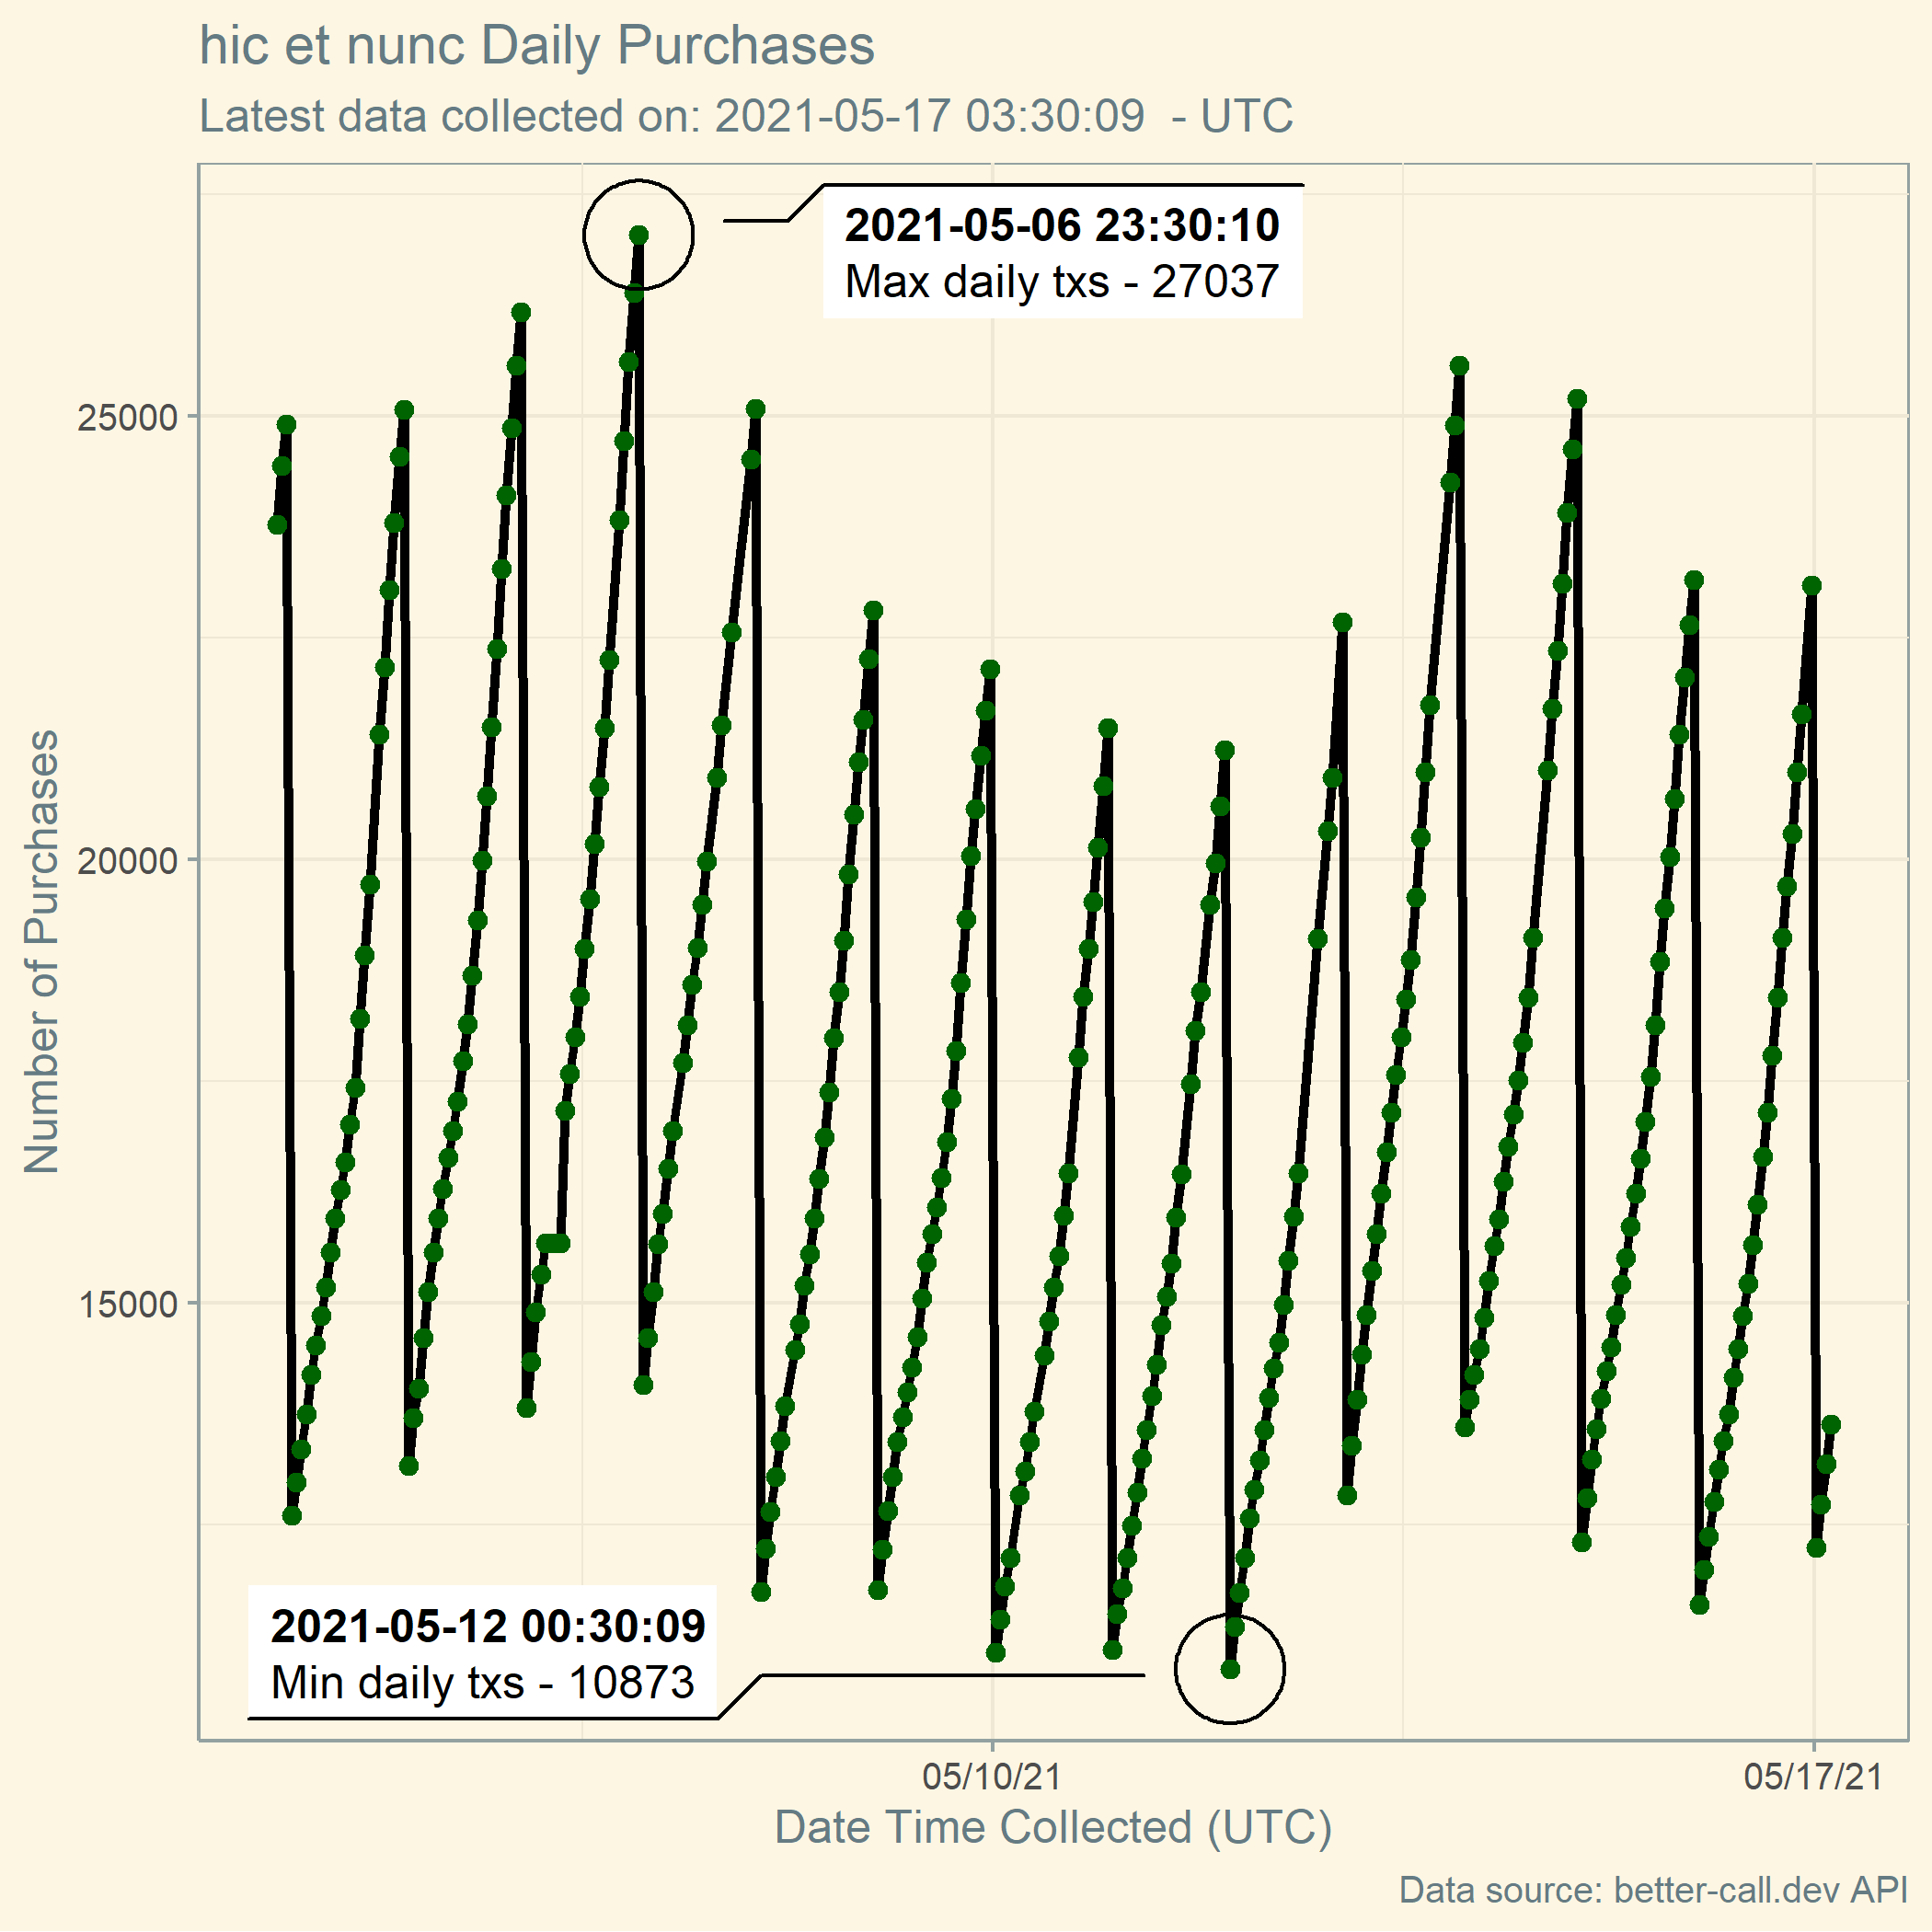 hic et nunc Daily Purchases
Latest data collected on: 2021-05-17 03:30:09  - UTC
2021-05-06 23:30:10
Max daily txs - 27037
25000
20000
15000
Number of Purchases
2021-05-12 00:30:09
Min daily txs - 10873
05/10/21
05/17/21
Date Time Collected (UTC)
Data source: better-call.dev API